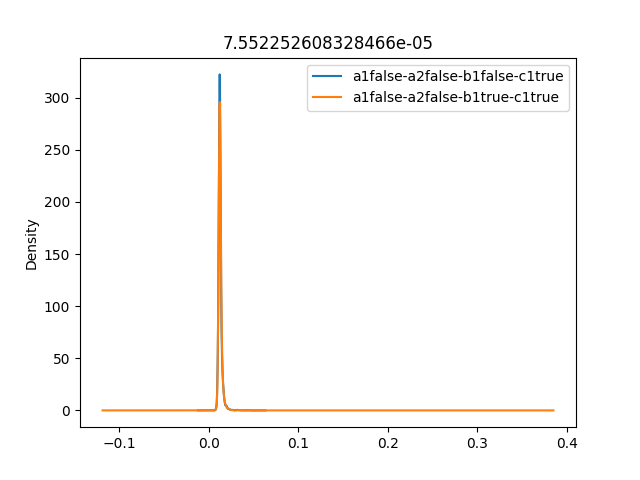 7.552252608328466e-05
a1false-a2false-b1false-c1true
a1false-a2false-b1true-c1true
Density
300
250
200
150
100
50
0
−0.1 0.0 0.1 0.2 0.3 0.4